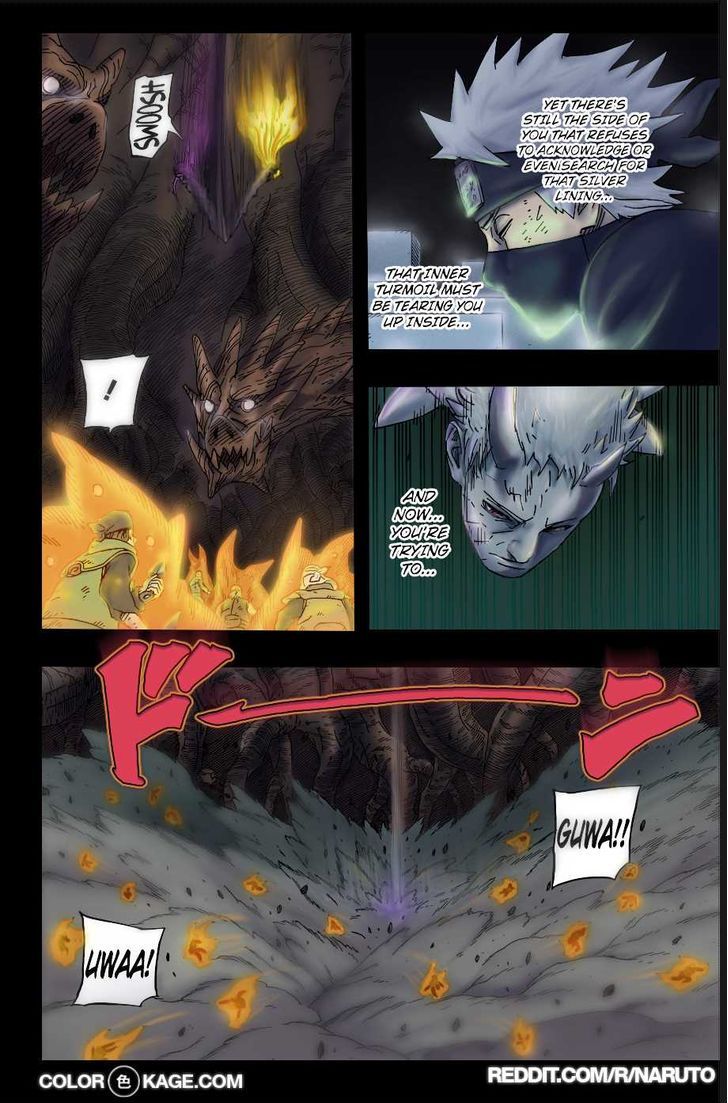 YET THERE'S
STILL THE SIDE OF
YOU THAT REFUSES
TO ACKNOWLEDGE OR
EVEN SEARCH FOR
THAT SILVER
LINING...
THAT INNER
TURMOIL MUST
BE TEARING YOU
UP INSIDE...
SWOOSH
!
AND
NOW...
YOU'RE
TRYING
TO...
ドーン
GUWA!!
UWAA!
COLOR 色 KAGE.COM
REDDIT.COM/R/NARUTO